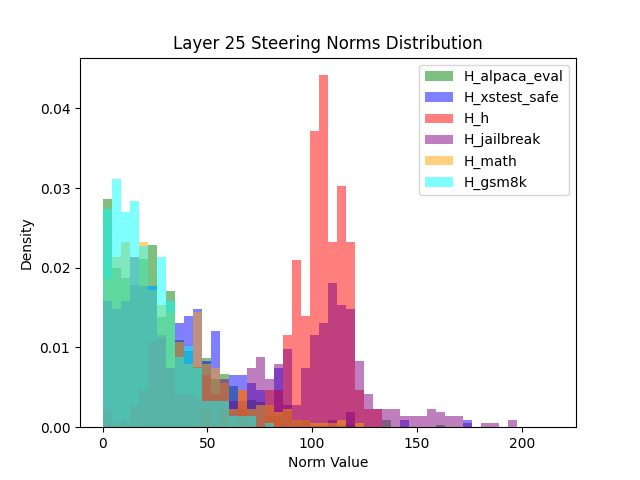 Layer 25 Steering Norms Distribution
H_alpaca_eval
H_xstest_safe
H_h
H_jailbreak
H_math
H_gsm8k
Density
0.04
0.03
0.02
0.01
0.00
0
50
100
150
200
Norm Value